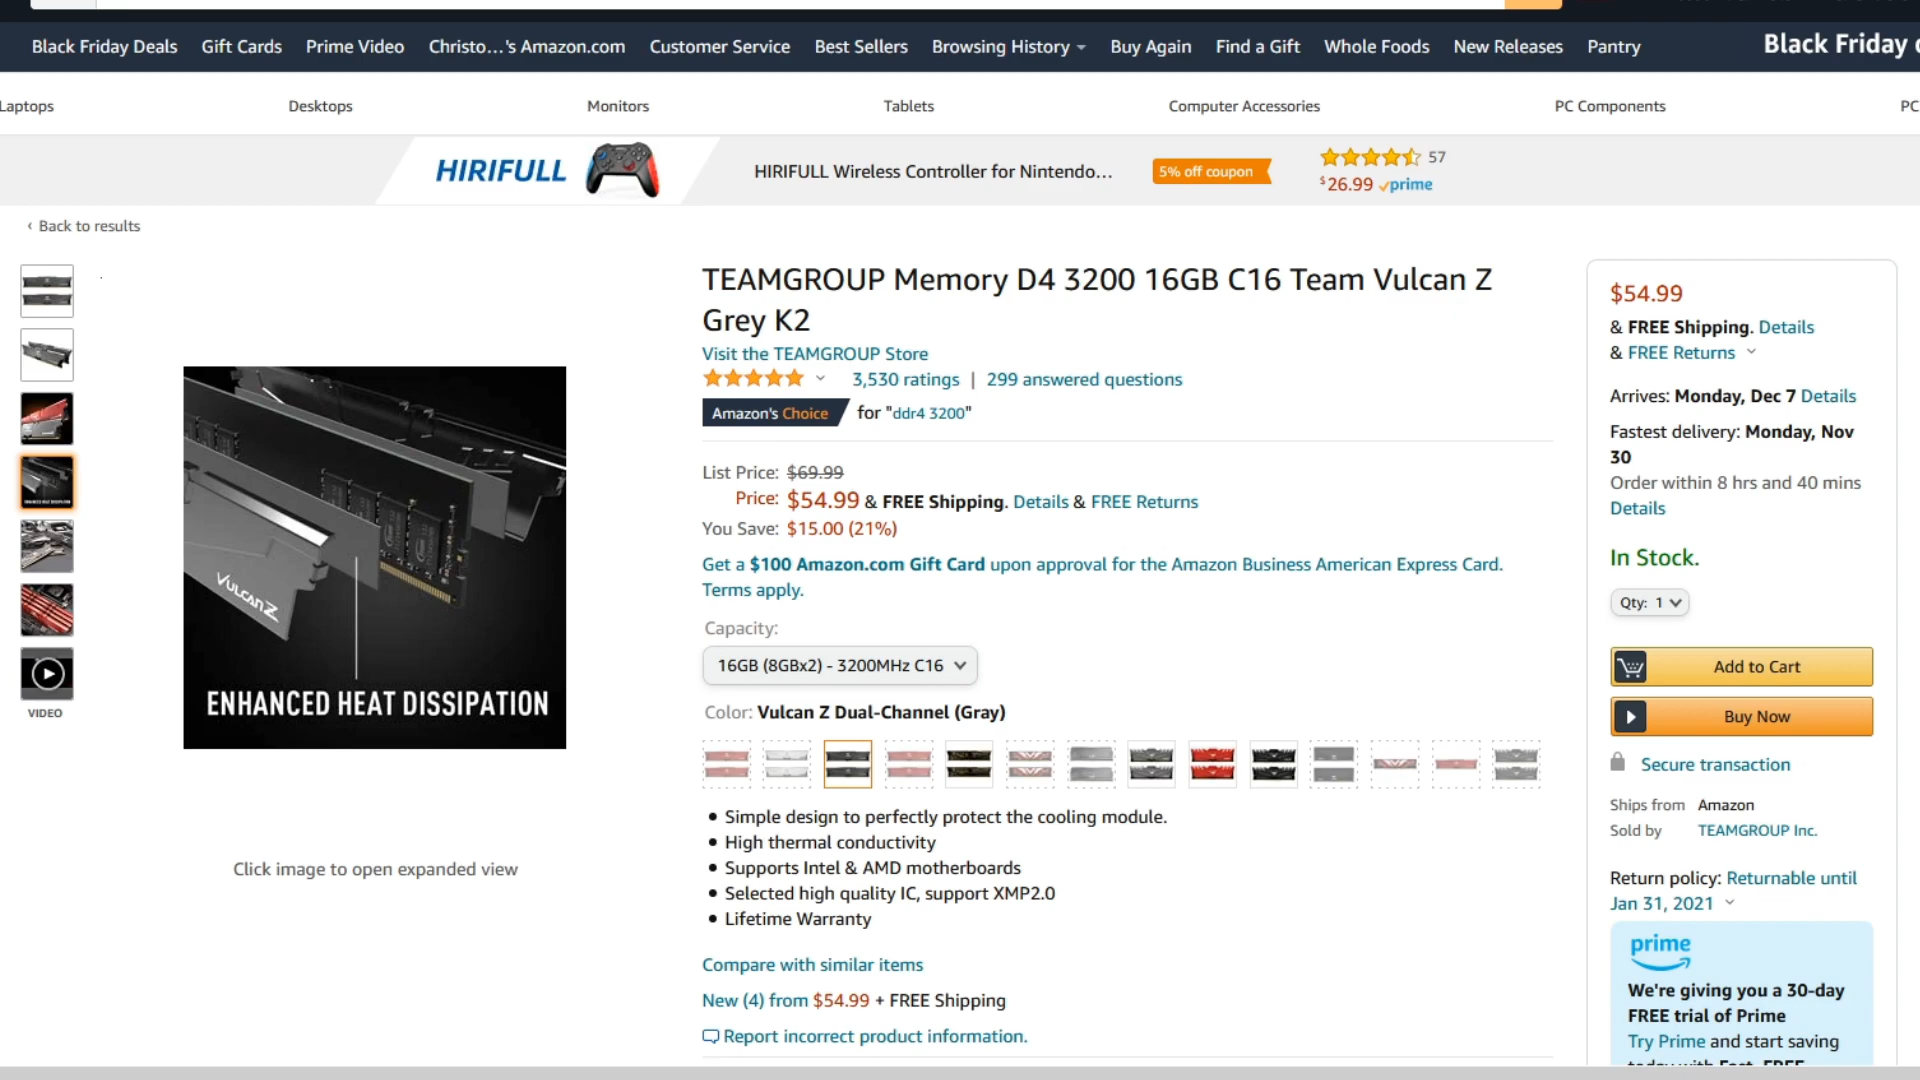 Black Friday Deals Gift Cards Prime Video Christo...'s Amazon.com Customer Service Best Sellers Browsing History Buy Again Find a Gift Whole Foods New Releases Pantry Black Friday
Laptops Desktops Monitors Tablets Computer Accessories PC Components PC
HIRIFULL HIRIFULL Wireless Controller for Nintendo... 5% off coupon 57
$26.99 prime
‹ Back to results
TEAMGROUP Memory D4 3200 16GB C16 Team Vulcan Z
Grey K2
Visit the TEAMGROUP Store
3,530 ratings | 299 answered questions
Amazon's Choice for "ddr4 3200"
List Price: $69.99
Price: $54.99 & FREE Shipping. Details & FREE Returns
You Save: $15.00 (21%)
Get a $100 Amazon.com Gift Card upon approval for the Amazon Business American Express Card.
Terms apply.
Capacity:
16GB (8GBx2) - 3200MHz C16
Color: Vulcan Z Dual-Channel (Gray)
• Simple design to perfectly protect the cooling module.
• High thermal conductivity
• Supports Intel & AMD motherboards
• Selected high quality IC, support XMP2.0
• Lifetime Warranty
Compare with similar items
New (4) from $54.99 + FREE Shipping
Report incorrect product information.
VULCANZ
ENHANCED HEAT DISSIPATION
VIDEO
Click image to open expanded view
$54.99
& FREE Shipping. Details
& FREE Returns
Arrives: Monday, Dec 7 Details
Fastest delivery: Monday, Nov
30
Order within 8 hrs and 40 mins
Details
In Stock.
Qty: 1
Add to Cart
Buy Now
Secure transaction
Ships from Amazon
Sold by TEAMGROUP Inc.
Return policy: Returnable until
Jan 31, 2021
prime
We're giving you a 30-day
FREE trial of Prime
Try Prime and start saving
today with Fast, FREE